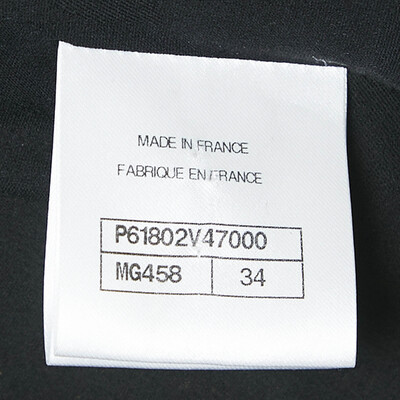 MADE IN FRANCE
FABRIQUE EN FRANCE
P61802V47000
MG458 34